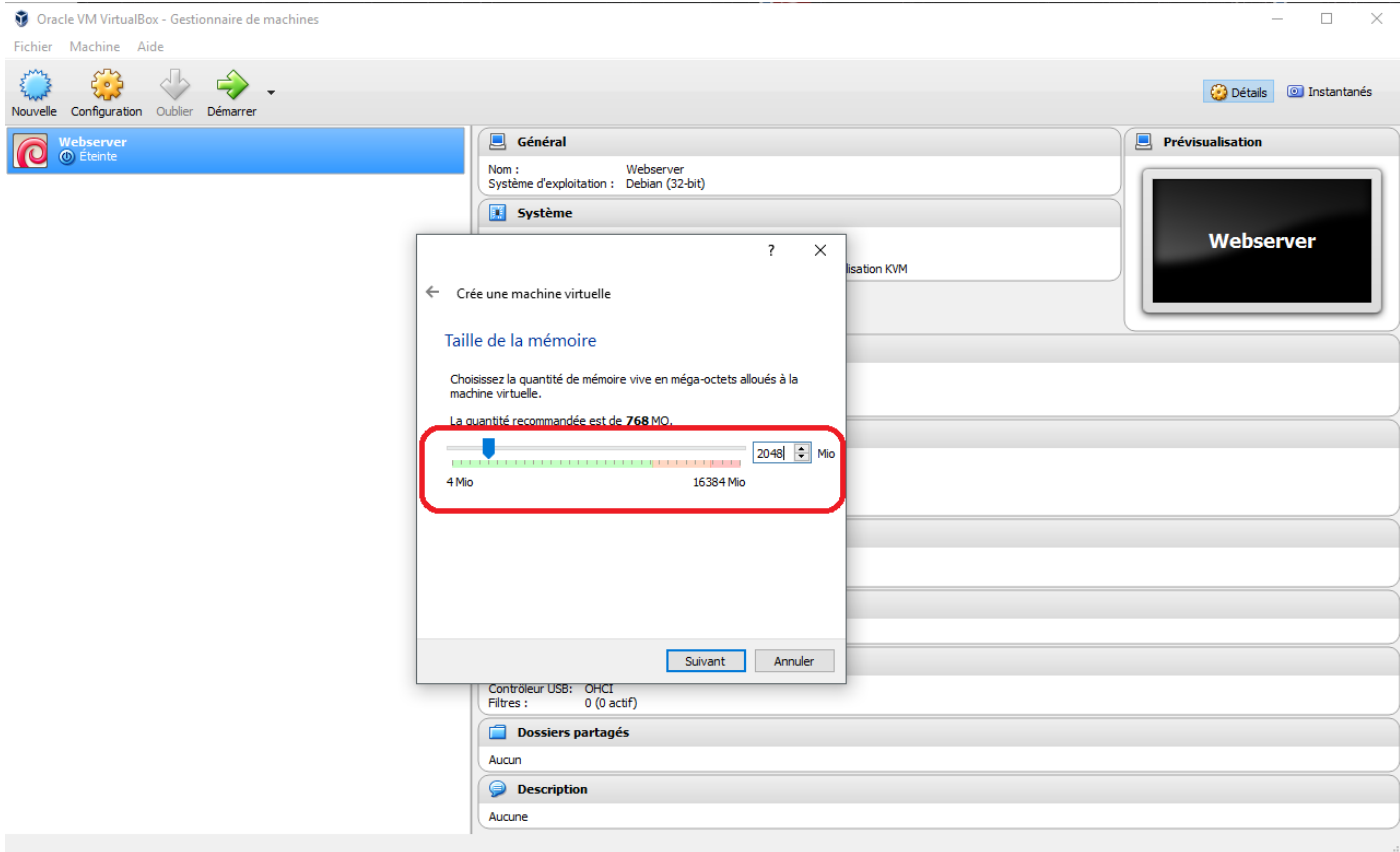 Oracle VM VirtualBox - Gestionnaire de machines
Fichier Machine Aide
Nouvelle Configuration Oublier Démarrer
Détails Instantanés
Webserver
Éteinte
Général
Nom : Webserver
Système d'exploitation : Debian (32-bit)
Système
lisation KVM
Prévisualisation
Webserver
?
Crée une machine virtuelle
Taille de la mémoire
Choisissez la quantité de mémoire vive en méga-octets alloués à la
machine virtuelle.
La quantité recommandée est de 768 MO.
2048 Mio
4 Mio 16384 Mio
Suivant Annuler
Contrôleur USB: OHCI
Filtres : 0 (0 actif)
Dossiers partagés
Aucun
Description
Aucune